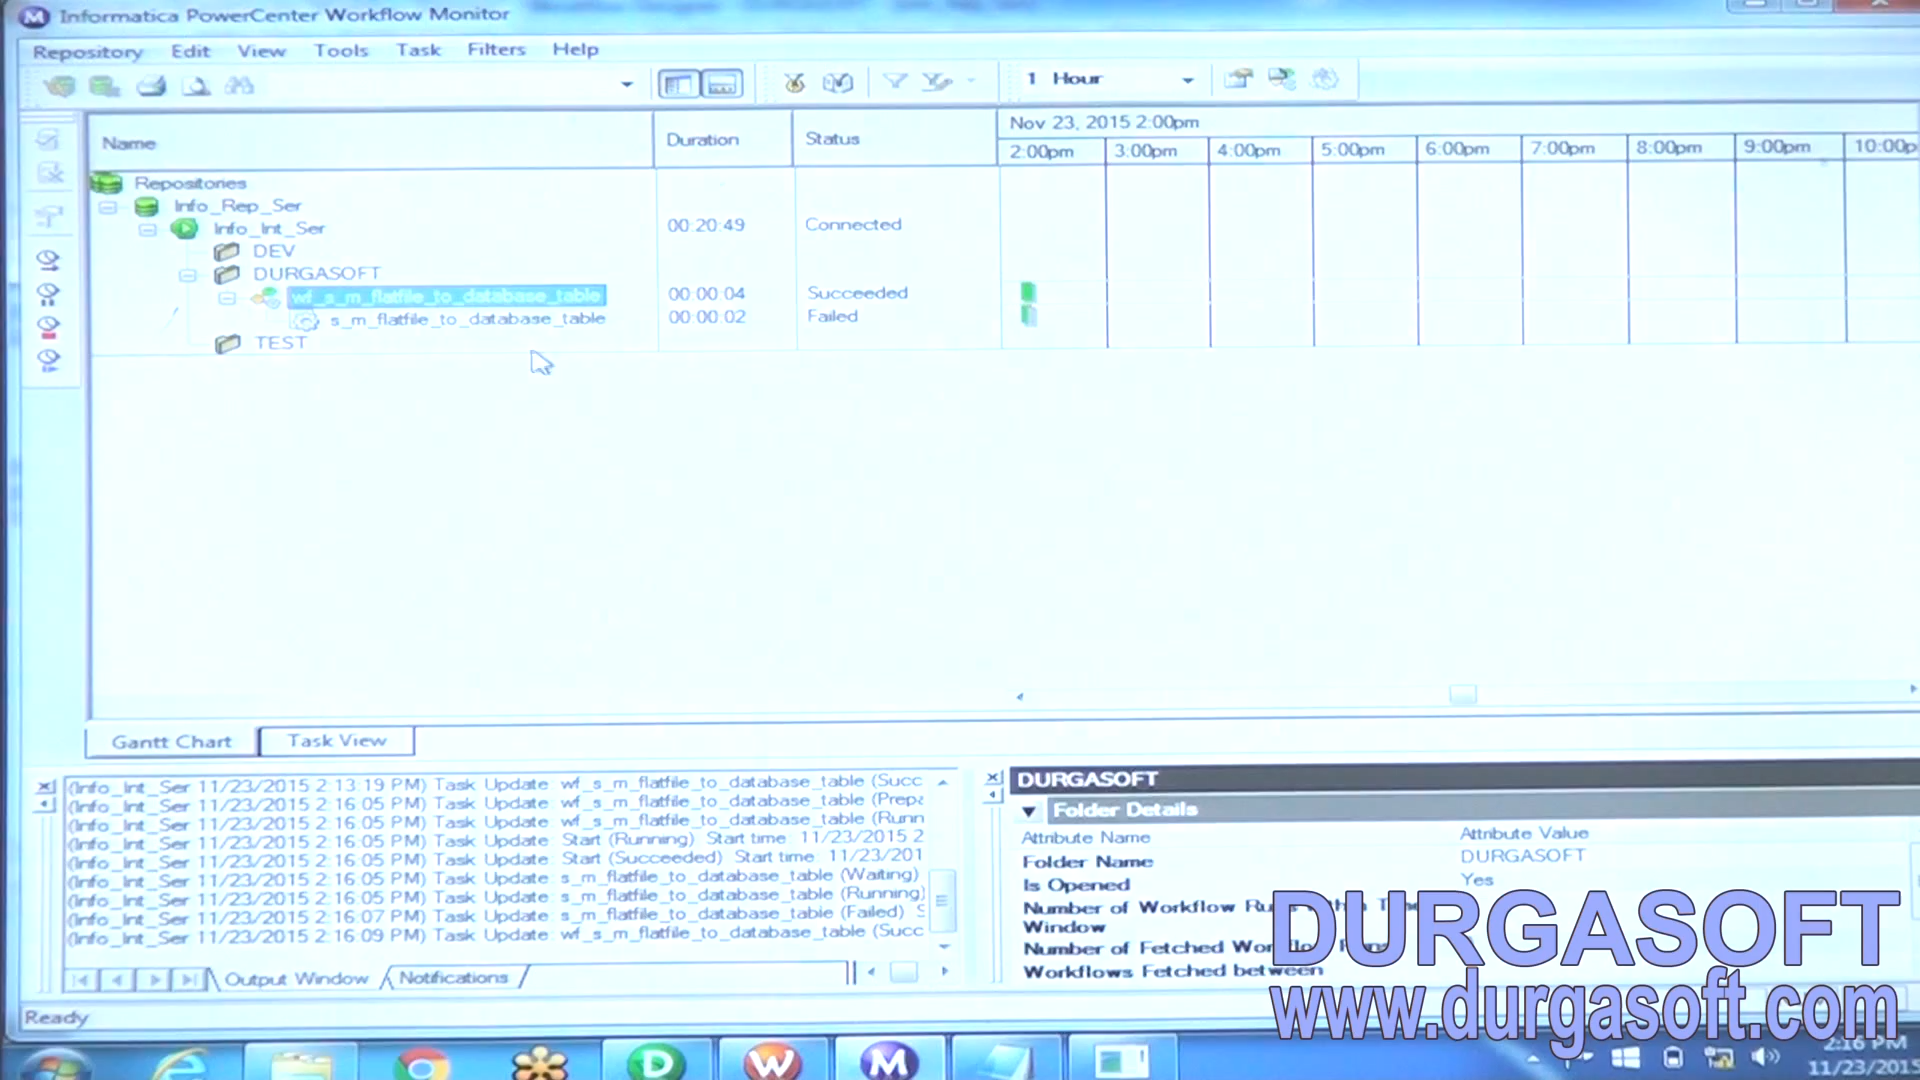 Informatica PowerCenter Workflow Monitor
Repository Edit View Tools Task Filters Help
1 Hour
Name Duration Status Nov 23, 2015 2:00pm
2:00pm 3:00pm 4:00pm 5:00pm 6:00pm 7:00pm 8:00pm 9:00pm 10:00p
Repositories
Info_Rep_Ser
Info_Int_Ser 00:20:49 Connected
DEV
DURGASOFT
wf_s_m_flatfile_to_database_table 00:00:04 Succeeded
s_m_flatfile_to_database_table 00:00:02 Failed
TEST
Gantt Chart Task View
(Info_Int_Ser 11/23/2015 2:13:19 PM) Task Update: wf_s_m_flatfile_to_database_table (Succ
(Info_Int_Ser 11/23/2015 2:16:05 PM) Task Update: wf_s_m_flatfile_to_database_table (Prepa
(Info_Int_Ser 11/23/2015 2:16:05 PM) Task Update: wf_s_m_flatfile_to_database_table (Runn
(Info_Int_Ser 11/23/2015 2:16:05 PM) Task Update: Start (Running) Start time 11/23/2015 2
(Info_Int_Ser 11/23/2015 2:16:05 PM) Task Update: Start (Succeeded) Start time 11/23/201
(Info_Int_Ser 11/23/2015 2:16:05 PM) Task Update: s_m_flatfile_to_database_table (Waiting)
(Info_Int_Ser 11/23/2015 2:16:05 PM) Task Update: s_m_flatfile_to_database_table (Running)
(Info_Int_Ser 11/23/2015 2:16:07 PM) Task Update: s_m_flatfile_to_database_table (Failed) S
(Info_Int_Ser 11/23/2015 2:16:09 PM) Task Update: wf_s_m_flatfile_to_database_table (Succ
Output Window Notifications
DURGASOFT
Folder Details
Attribute Name Attribute Value
Folder Name DURGASOFT
Is Opened Yes
Number of Workflow Runs within Time
Window
Number of Fetched Workflow Runs
Workflows Fetched between
DURGASOFT
www.durgasoft.com
Ready
D W M
2:16 PM
11/23/2015